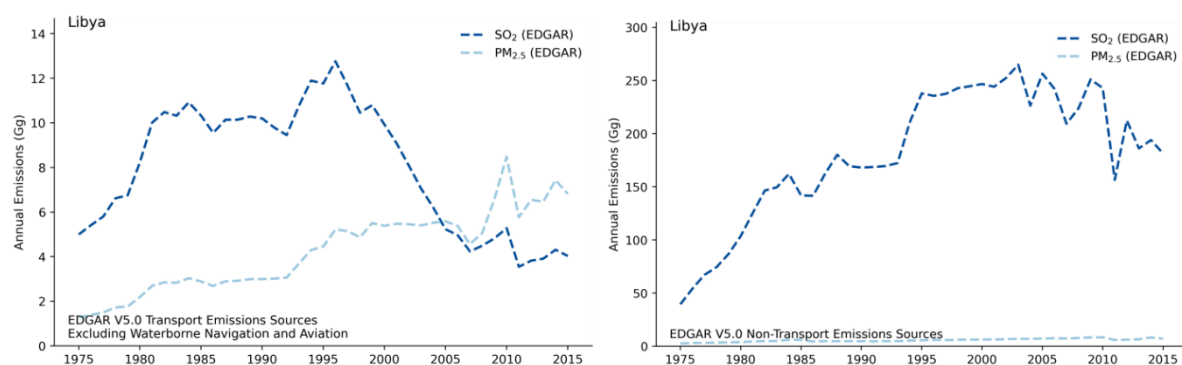 Libya
SO₂ (EDGAR)
PM₂.₅ (EDGAR)
14
12
10
8
6
4
2
0
Annual Emissions (Gg)
EDGAR V5.0 Transport Emissions Sources
Excluding Waterborne Navigation and Aviation
1975 1980 1985 1990 1995 2000 2005 2010 2015
Libya
SO₂ (EDGAR)
PM₂.₅ (EDGAR)
300
250
200
150
100
50
0
Annual Emissions (Gg)
EDGAR V5.0 Non-Transport Emissions Sources
1975 1980 1985 1990 1995 2000 2005 2010 2015